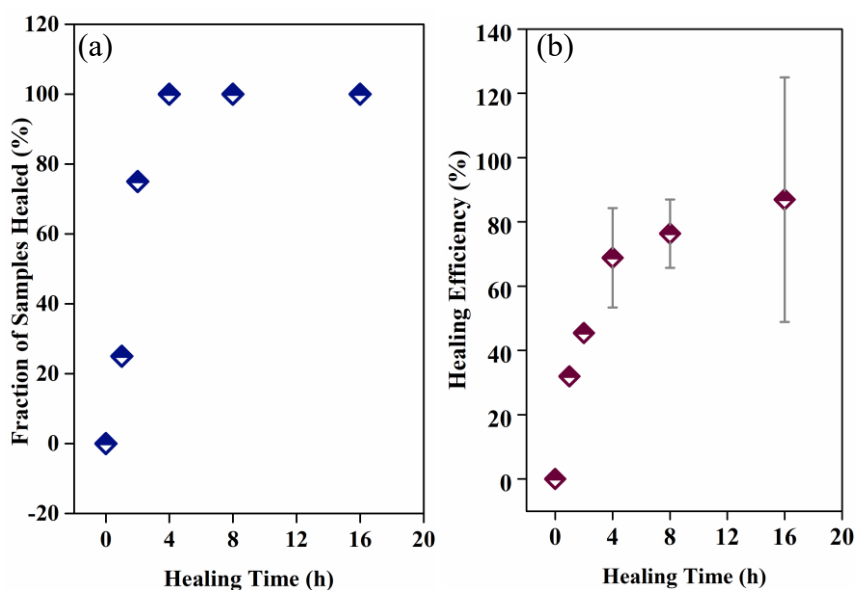 (a)
Fraction of Samples Healed (%)
120
100
80
60
40
20
0
-20
0 4 8 12 16 20
Healing Time (h)
(b)
Healing Efficiency (%)
140
120
100
80
60
40
20
0
0 4 8 12 16 20
Healing Time (h)